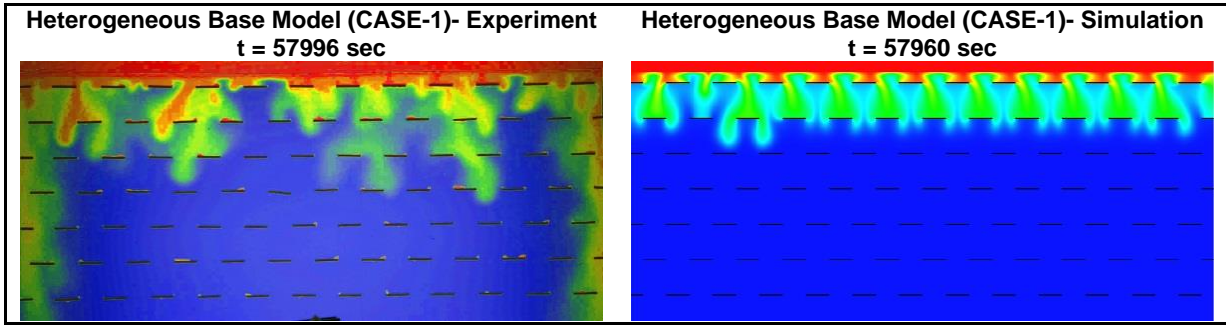 Heterogeneous Base Model (CASE-1)- Experiment
t = 57996 sec
Heterogeneous Base Model (CASE-1)- Simulation
t = 57960 sec